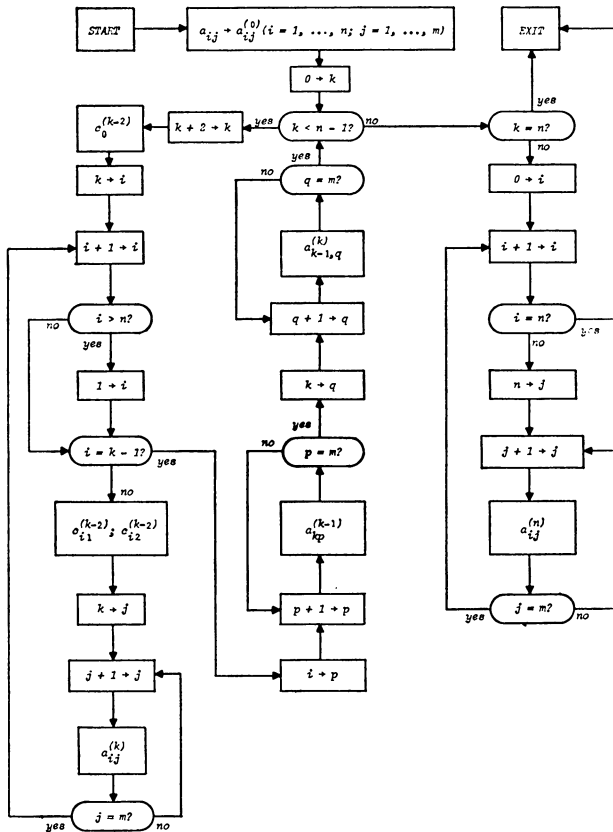 START
a_{ij} → a_{ij}^{(0)} (i = 1, ..., n; j = 1, ..., m)
EXIT
0 → k
c_0^{(k-2)}
k + 2 → k
yes
k < n - 1?
no
k = n?
yes
no
k → i
yes
no
q = m?
0 → i
i + 1 → i
a_{k-1,q}^{(k)}
i + 1 → i
no
i > n?
yes
q + 1 → q
i = n?
yes
no
1 → i
k → q
n → j
i = k - 1?
yes
no
yes
no
p = m?
j + 1 → j
c_{i1}^{(k-2)}; c_{i2}^{(k-2)}
a_{kp}^{(k-1)}
a_{ij}^{(n)}
k → j
p + 1 → p
yes
j = m?
no
j + 1 → j
i → p
a_{ij}^{(k)}
yes
j = m?
no